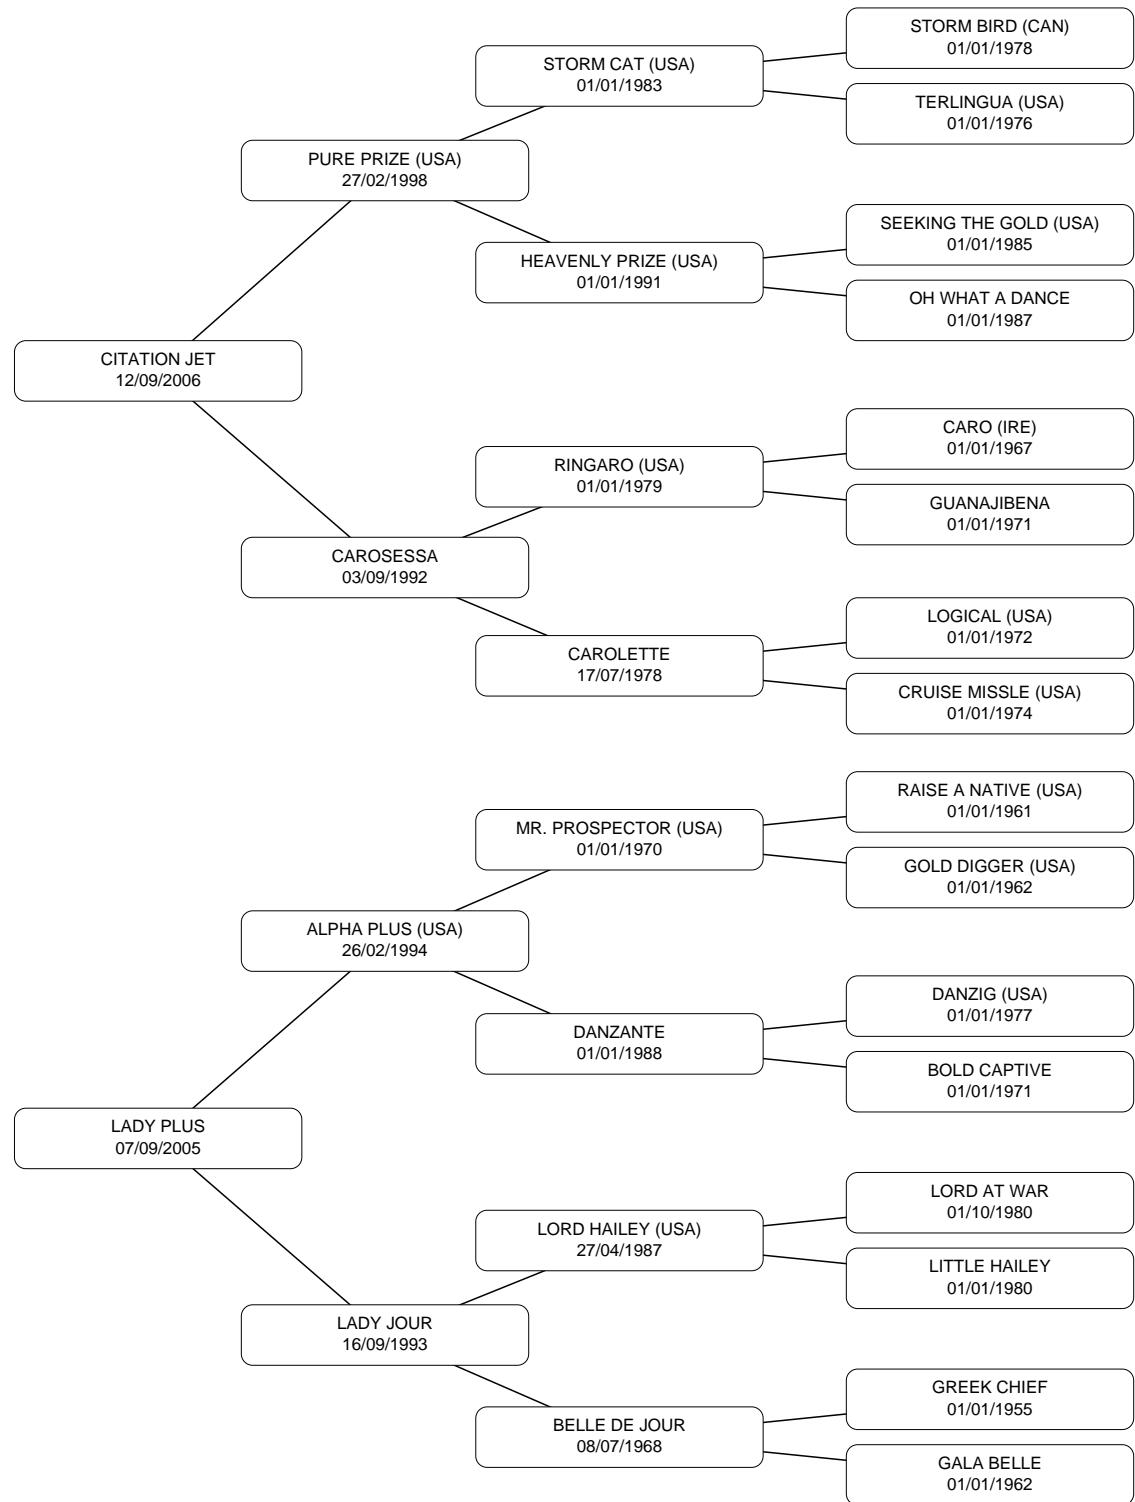 STORM BIRD (CAN)
01/01/1978
STORM CAT (USA)
01/01/1983
TERLINGUA (USA)
01/01/1976
PURE PRIZE (USA)
27/02/1998
SEEKING THE GOLD (USA)
01/01/1985
HEAVENLY PRIZE (USA)
01/01/1991
OH WHAT A DANCE
01/01/1987
CITATION JET
12/09/2006
CARO (IRE)
01/01/1967
RINGARO (USA)
01/01/1979
GUANAJIBENA
01/01/1971
CAROSESSA
03/09/1992
LOGICAL (USA)
01/01/1972
CAROLETTE
17/07/1978
CRUISE MISSLE (USA)
01/01/1974
RAISE A NATIVE (USA)
01/01/1961
MR. PROSPECTOR (USA)
01/01/1970
GOLD DIGGER (USA)
01/01/1962
ALPHA PLUS (USA)
26/02/1994
DANZIG (USA)
01/01/1977
DANZANTE
01/01/1988
BOLD CAPTIVE
01/01/1971
LADY PLUS
07/09/2005
LORD AT WAR
01/10/1980
LORD HAILEY (USA)
27/04/1987
LITTLE HAILEY
01/01/1980
LADY JOUR
16/09/1993
GREEK CHIEF
01/01/1955
BELLE DE JOUR
08/07/1968
GALA BELLE
01/01/1962